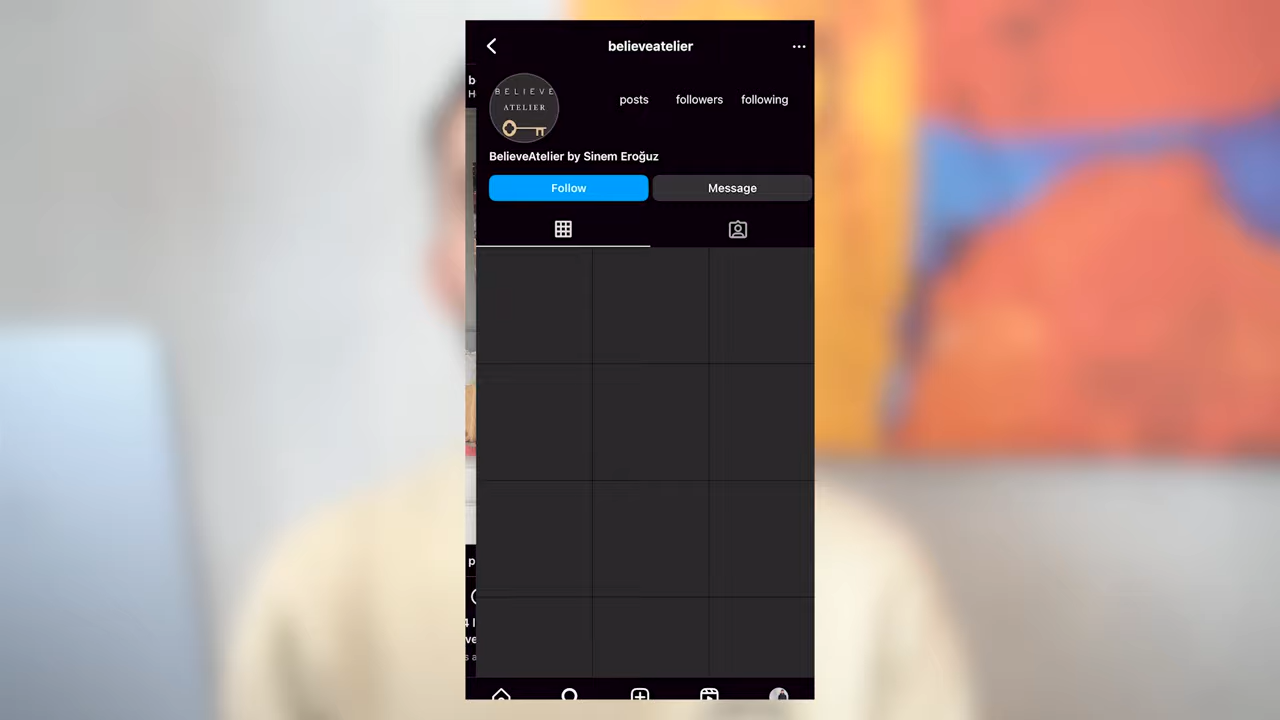 believeatelier
BELIEVE
ATELIER
posts followers following
BelieveAtelier by Sinem Eroğuz
Follow Message